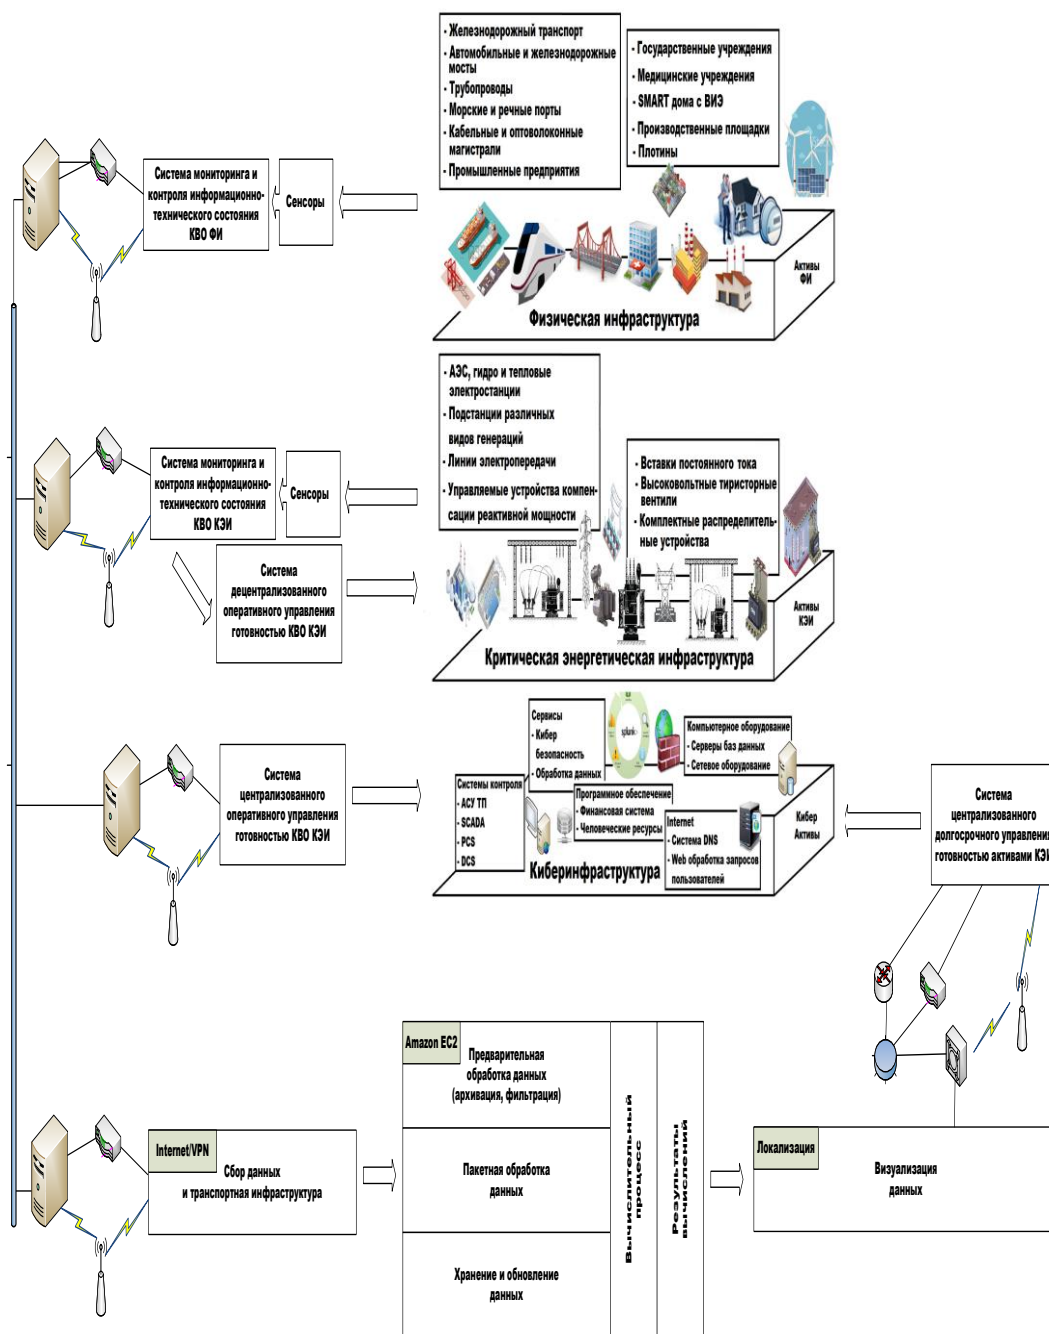 - Железнодорожный транспорт
- Автомобильные и железнодорожные
мосты
- Трубопроводы
- Морские и речные порты
- Кабельные и оптоволоконные
магистрали
- Промышленные предприятия
- Государственные учреждения
- Медицинские учреждения
- SMART дома с ВИЭ
- Производственные площадки
- Плотины
Система мониторинга и
контроля информационно-
технического состояния
КВО ФИ
Сенсоры
Активы
ФИ
Физическая инфраструктура
- АЭС, гидро и тепловые
электростанции
- Подстанции различных
видов генераций
- Линии электропередачи
- Управляемые устройства компен-
сации реактивной мощности
- Вставки постоянного тока
- Высоковольтные тиристорные
вентили
- Комплектные распределитель-
ные устройства
Система мониторинга и
контроля информационно-
технического состояния
КВО КЭИ
Сенсоры
Система
децентрализованного
оперативного управления
готовностью КВО КЭИ
Активы
КЭИ
Критическая энергетическая инфраструктура
Сервисы
- Кибер
безопасность
- Обработка данных
splunk
Компьютерное оборудование
- Серверы баз данных
- Сетевое оборудование
Система
централизованного
оперативного управления
готовностью КВО КЭИ
Системы контроля
- АСУ ТП
- SCADA
- PCS
- DCS
Программное обеспечение
- Финансовая система
- Человеческие ресурсы
Internet
- Система DNS
- Web обработка запросов
пользователей
Кибер
Активы
Киберинфраструктура
Система
централизованного
долгосрочного управления
готовностью активами КЭИ
Internet/VPN
Сбор данных
и транспортная инфраструктура
Amazon EC2
Предварительная
обработка данных
(архивация, фильтрация)
Пакетная обработка
данных
Хранение и обновление
данных
Вычислительный
процесс
Результаты
вычислений
Локализация
Визуализация
данных